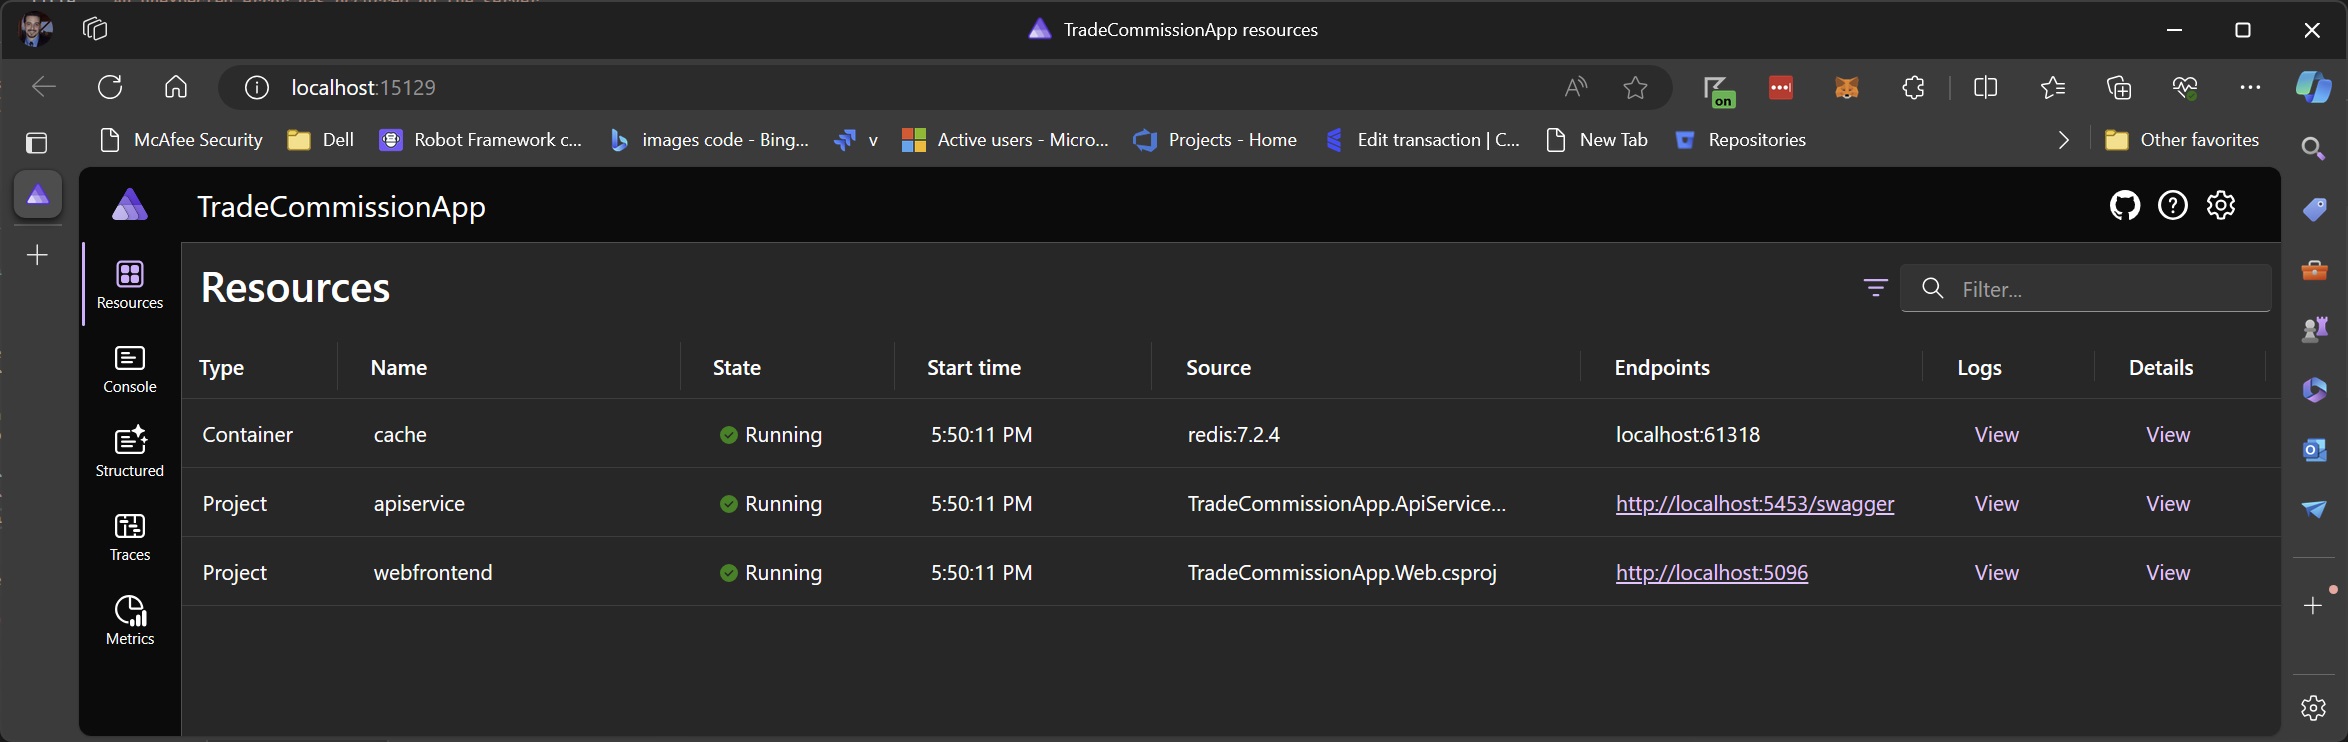 TradeCommissionApp resources
localhost:15129
on
McAfee Security
Dell
Robot Framework c...
images code - Bing...
v
Active users - Micro...
Projects - Home
Edit transaction | C...
New Tab
Repositories
Other favorites
TradeCommissionApp
Resources
Console
Structured
Traces
Metrics
Resources
Filter...
Type Name State Start time Source Endpoints Logs Details
Container cache Running 5:50:11 PM redis:7.2.4 localhost:61318 View View
Project apiservice Running 5:50:11 PM TradeCommissionApp.ApiService... http://localhost:5453/swagger View View
Project webfrontend Running 5:50:11 PM TradeCommissionApp.Web.csproj http://localhost:5096 View View